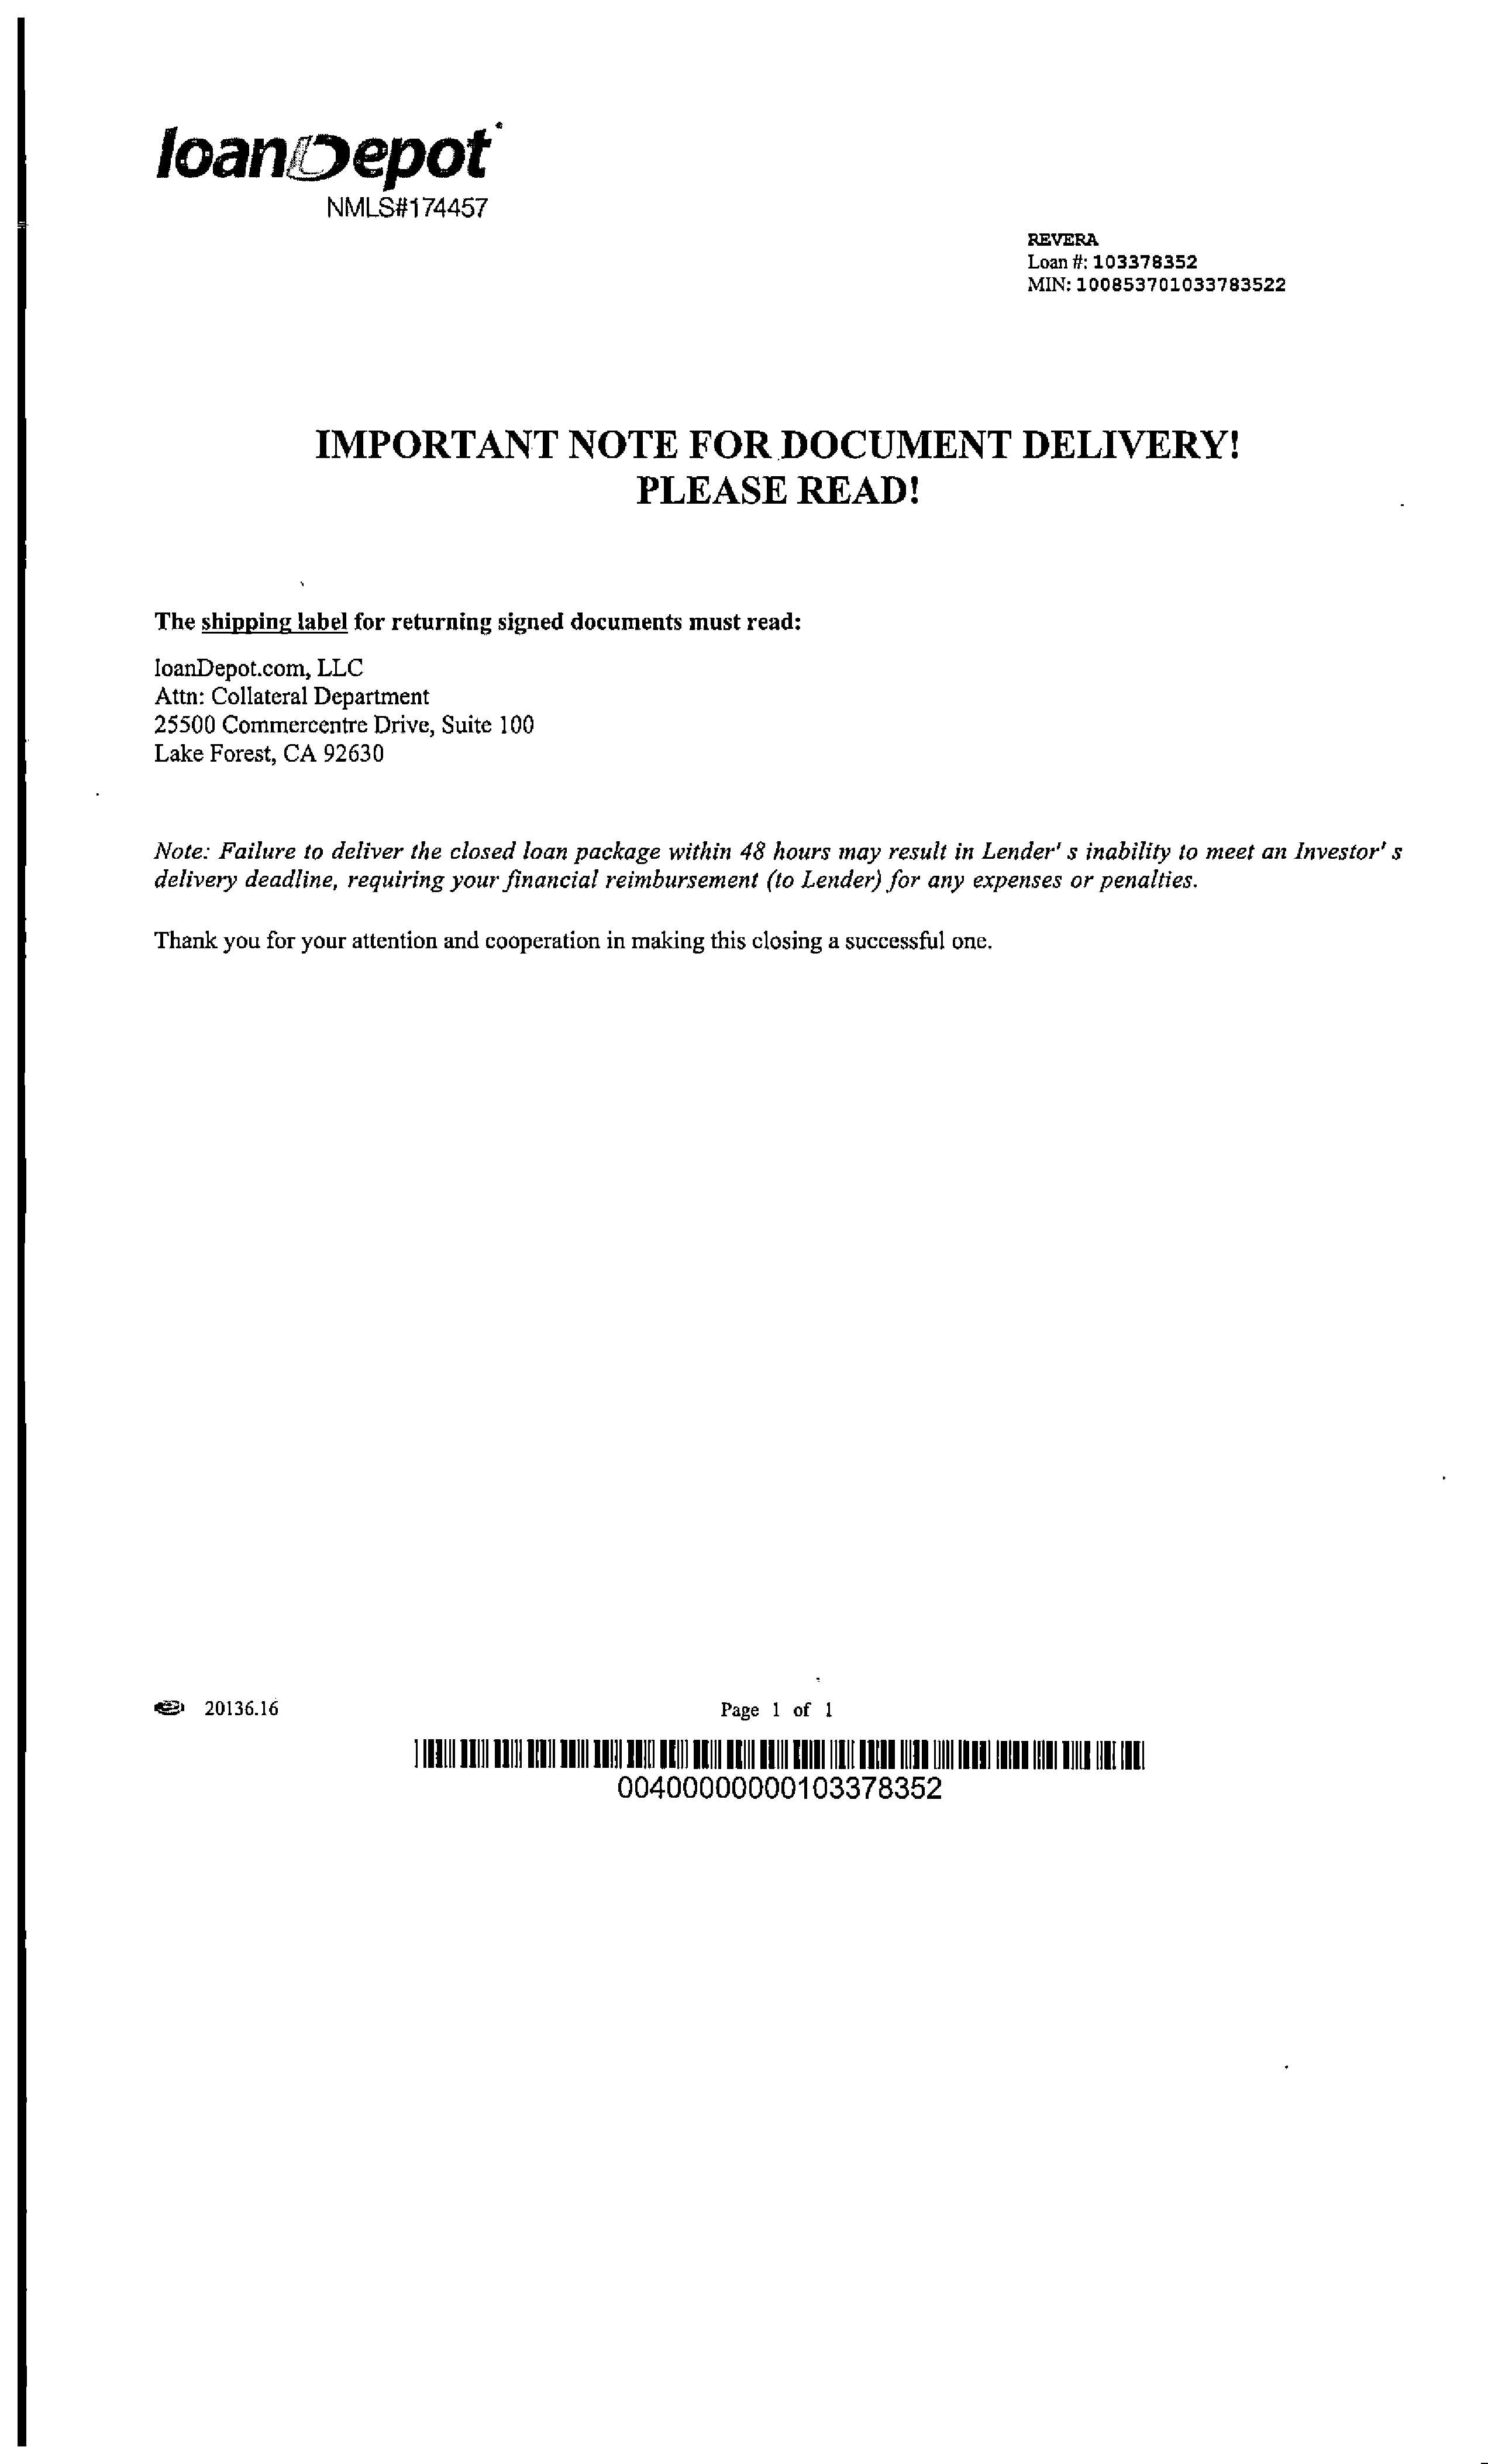 loanDepot
NMLS#174457
REVERA
Loan #: 103378352
MIN: 100853701033783522
IMPORTANT NOTE FOR DOCUMENT DELIVERY!
PLEASE READ!
The shipping label for returning signed documents must read:
loanDepot.com, LLC
Attn: Collateral Department
25500 Commercentre Drive, Suite 100
Lake Forest, CA 92630
Note: Failure to deliver the closed loan package within 48 hours may result in Lender' s inability to meet an Investor' s
delivery deadline, requiring your financial reimbursement (to Lender) for any expenses or penalties.
Thank you for your attention and cooperation in making this closing a successful one.
20136.16
Page 1 of 1
00400000000103378352